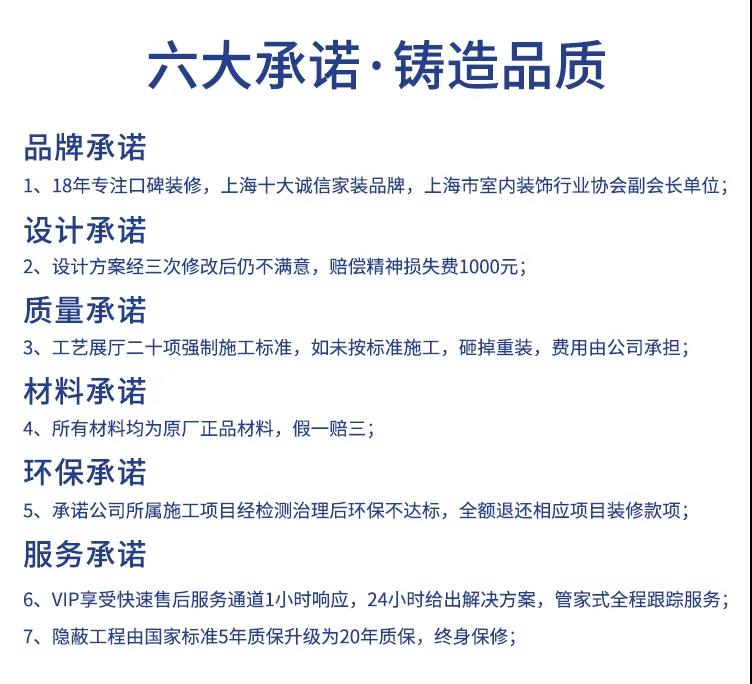 六大承诺·铸造品质
品牌承诺
1、18年专注口碑装修，上海十大诚信家装品牌，上海市室内装饰行业协会副会长单位；
设计承诺
2、设计方案经三次修改后仍不满意，赔偿精神损失费1000元；
质量承诺
3、工艺展厅二十项强制施工标准，如未按标准施工，砸掉重装，费用由公司承担；
材料承诺
4、所有材料均为原厂正品材料，假一赔三；
环保承诺
5、承诺公司所属施工项目经检测治理后环保不达标，全额退还相应项目装修款项；
服务承诺
6、VIP享受快速售后服务通道1小时响应，24小时给出解决方案，管家式全程跟踪服务；
7、隐蔽工程由国家标准5年质保升级为20年质保，终身保修；